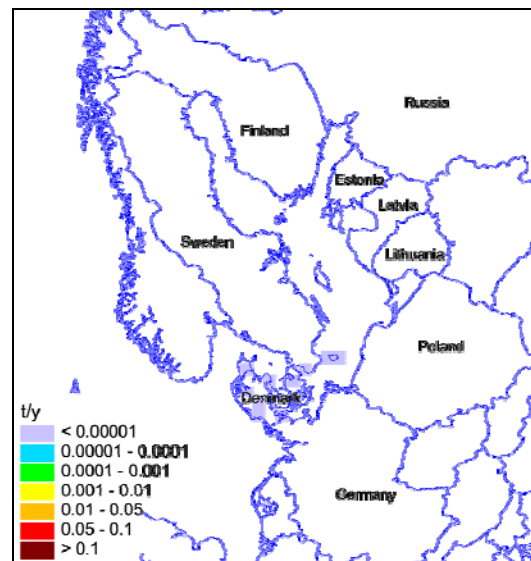 Russia
Finland
Estonia
Latvia
Sweden
Lithuania
Poland
Denmark
t/y
< 0.00001
0.00001 - 0.0001
0.0001 - 0.001
0.001 - 0.01
0.01 - 0.05
0.05 - 0.1
> 0.1
Germany